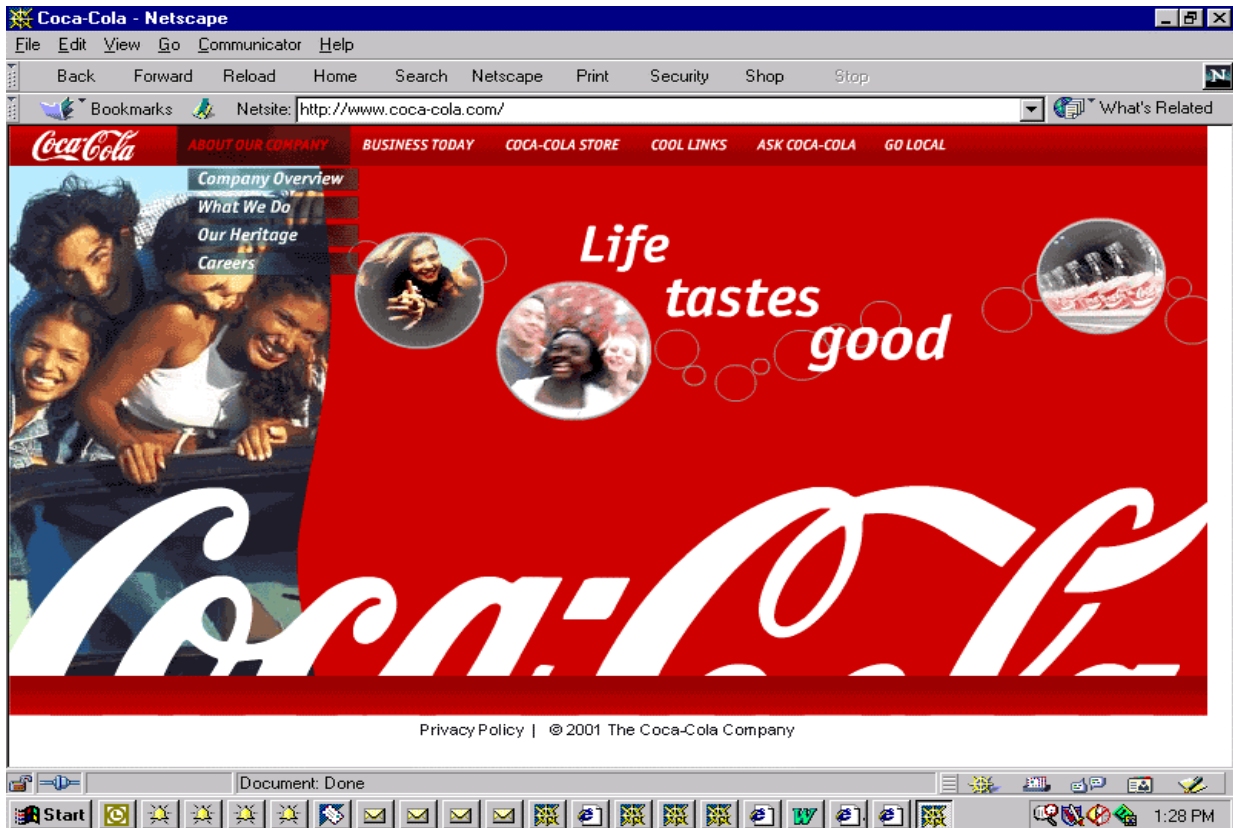 Coca-Cola - Netscape
File Edit View Go Communicator Help
Back Forward Reload Home Search Netscape Print Security Shop Stop
N
Bookmarks Netsite: http://www.coca-cola.com/ What's Related
Coca-Cola ABOUT OUR COMPANY BUSINESS TODAY COCA-COLA STORE COOL LINKS ASK COCA-COLA GO LOCAL
Company Overview
What We Do
Our Heritage
Careers
Life
tastes
good
Coca-Cola
Privacy Policy | © 2001 The Coca-Cola Company
Document: Done
Start W 1:28 PM